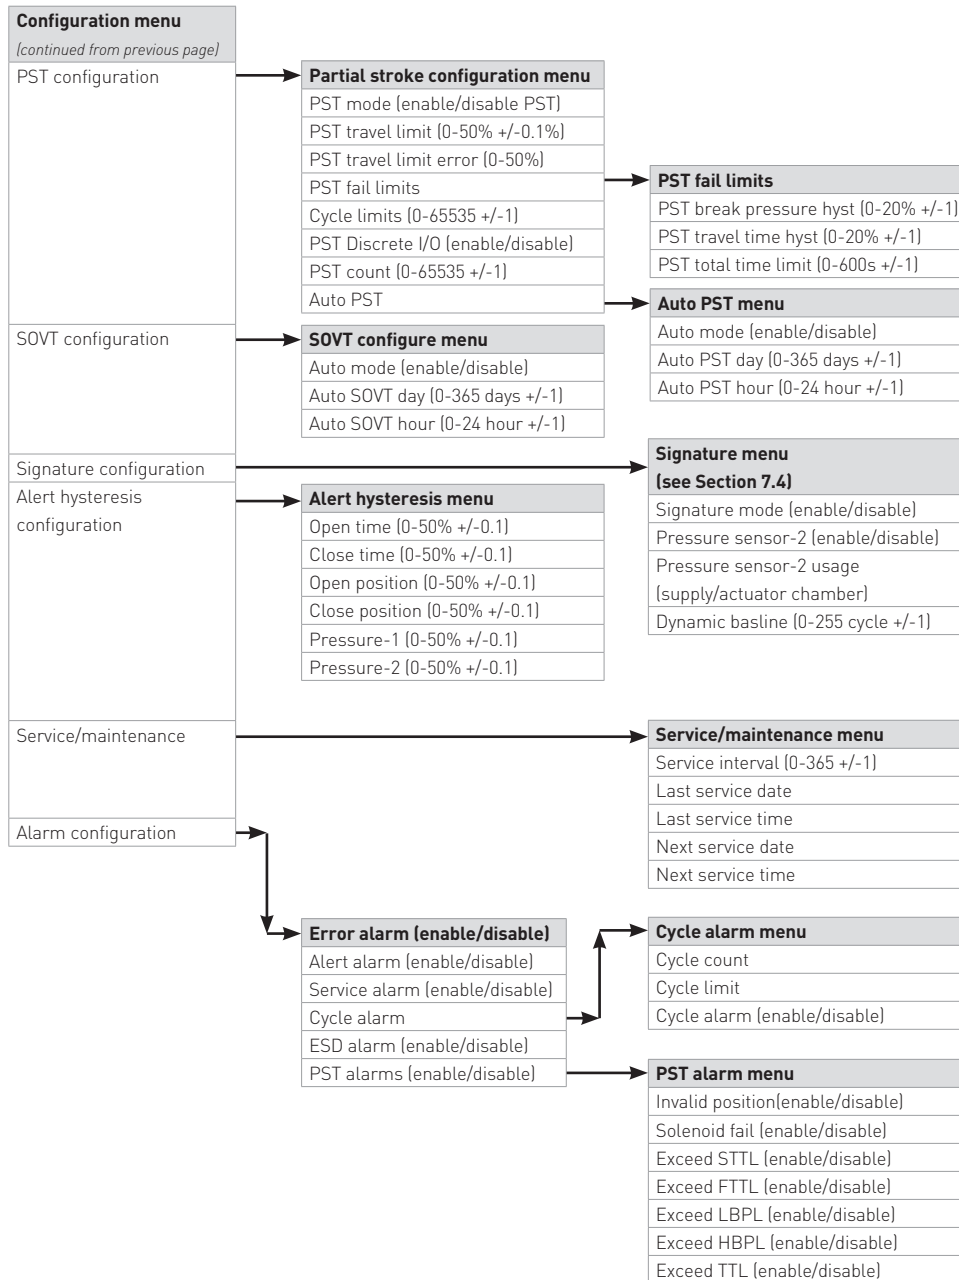 Configuration menu
(continued from previous page)
PST configuration
Partial stroke configuration menu
PST mode (enable/disable PST)
PST travel limit (0-50% +/-0.1%)
PST travel limit error (0-50%)
PST fail limits
Cycle limits (0-65535 +/-1)
PST Discrete I/O (enable/disable)
PST count (0-65535 +/-1)
Auto PST
PST fail limits
PST break pressure hyst (0-20% +/-1)
PST travel time hyst (0-20% +/-1)
PST total time limit (0-600s +/-1)
Auto PST menu
Auto mode (enable/disable)
Auto PST day (0-365 days +/-1)
Auto PST hour (0-24 hour +/-1)
SOVT configuration
SOVT configure menu
Auto mode (enable/disable)
Auto SOVT day (0-365 days +/-1)
Auto SOVT hour (0-24 hour +/-1)
Signature configuration
Signature menu
(see Section 7.4)
Signature mode (enable/disable)
Pressure sensor-2 (enable/disable)
Pressure sensor-2 usage
(supply/actuator chamber)
Dynamic basline (0-255 cycle +/-1)
Alert hysteresis
configuration
Alert hysteresis menu
Open time (0-50% +/-0.1)
Close time (0-50% +/-0.1)
Open position (0-50% +/-0.1)
Close position (0-50% +/-0.1)
Pressure-1 (0-50% +/-0.1)
Pressure-2 (0-50% +/-0.1)
Service/maintenance
Service/maintenance menu
Service interval (0-365 +/-1)
Last service date
Last service time
Next service date
Next service time
Alarm configuration
Error alarm (enable/disable)
Alert alarm (enable/disable)
Service alarm (enable/disable)
Cycle alarm
ESD alarm (enable/disable)
PST alarms (enable/disable)
Cycle alarm menu
Cycle count
Cycle limit
Cycle alarm (enable/disable)
PST alarm menu
Invalid position(enable/disable)
Solenoid fail (enable/disable)
Exceed STTL (enable/disable)
Exceed FTTL (enable/disable)
Exceed LBPL (enable/disable)
Exceed HBPL (enable/disable)
Exceed TTL (enable/disable)